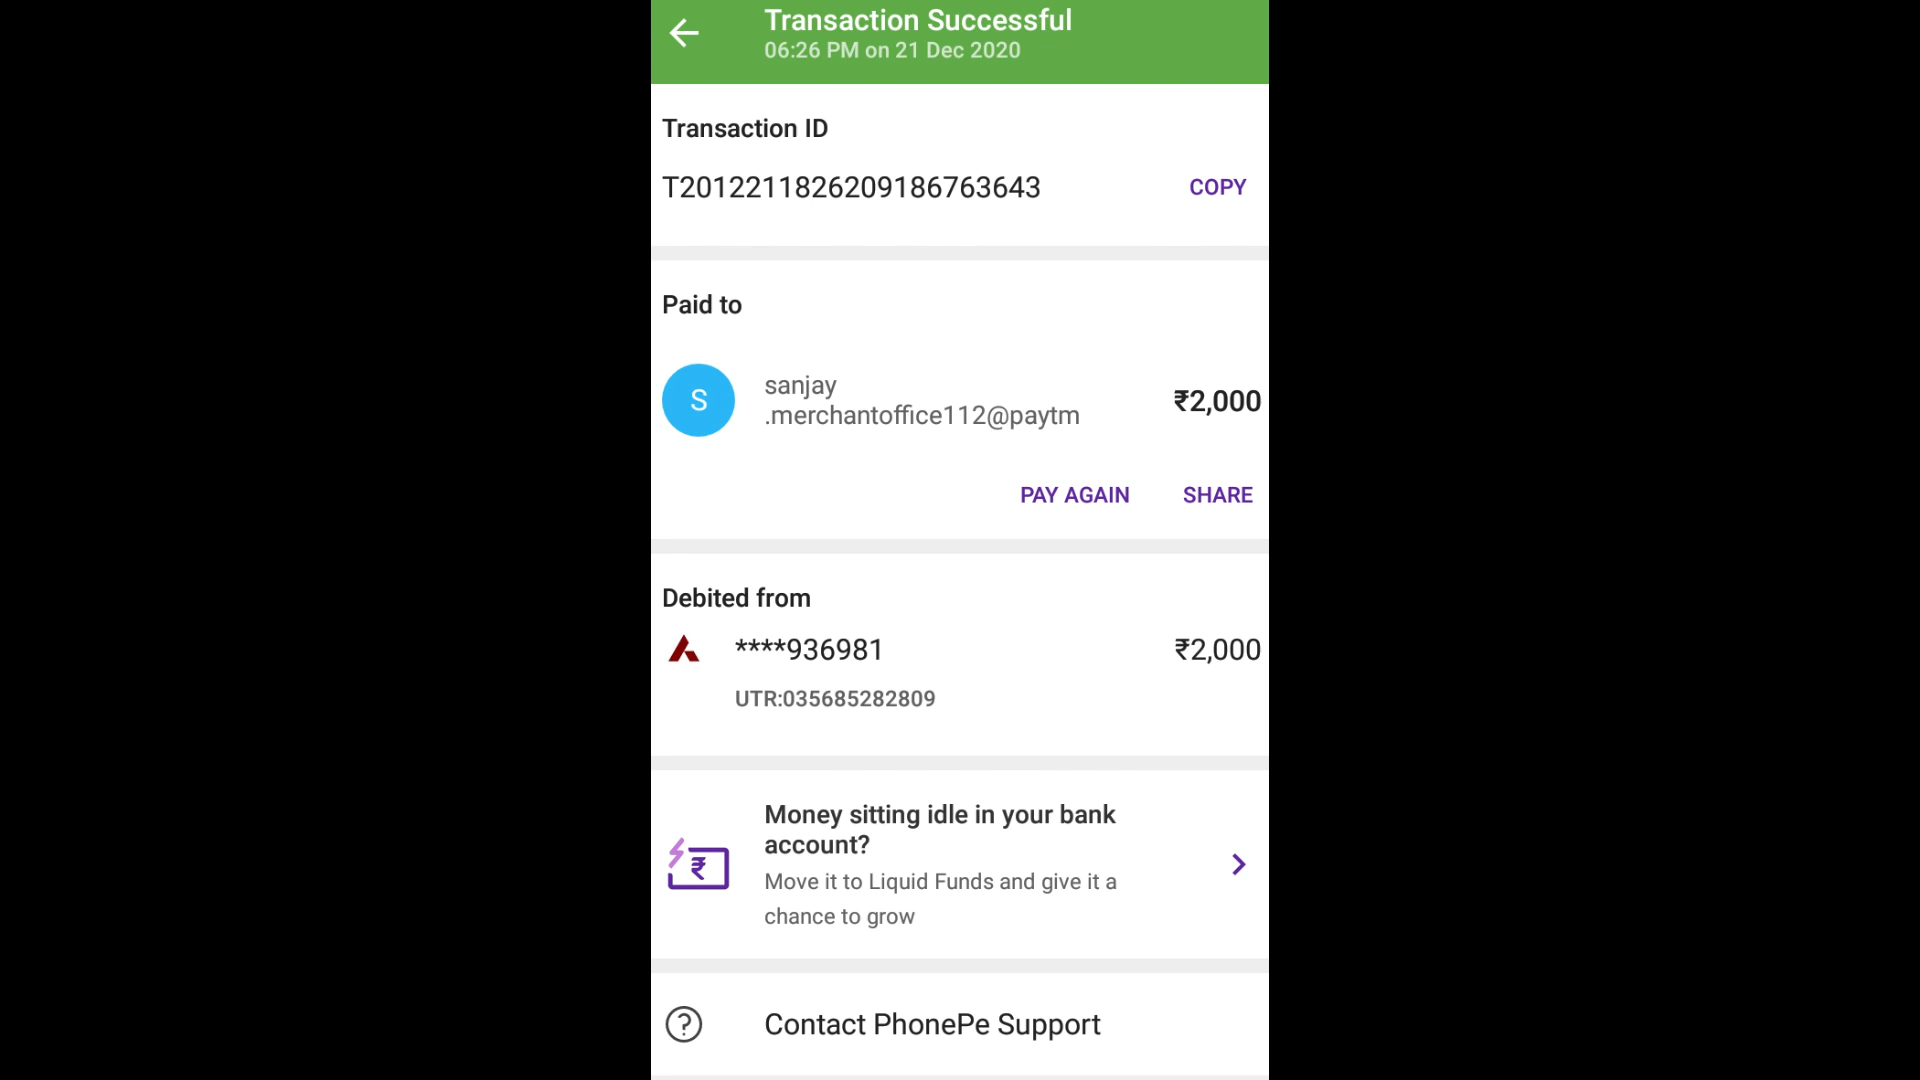 Transaction Successful
06:26 PM on 21 Dec 2020
Transaction ID
T2012211826209186763643
COPY
Paid to
S
sanjay
.merchantoffice112@paytm
₹2,000
PAY AGAIN
SHARE
Debited from
****936981
₹2,000
UTR:035685282809
Money sitting idle in your bank
account?
Move it to Liquid Funds and give it a
chance to grow
Contact PhonePe Support